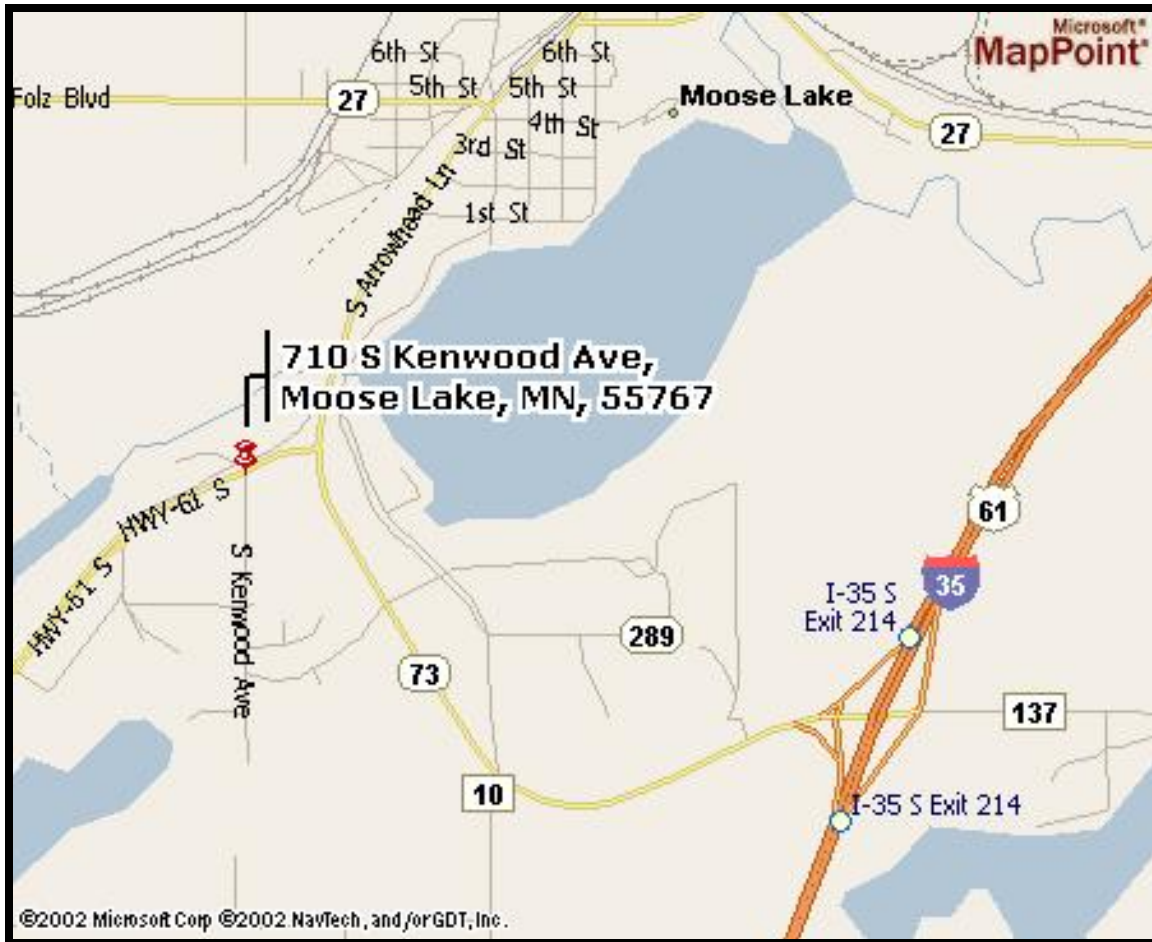 Microsoft®
MapPoint®
6th St
6th St
5th St
5th St
Folz Blvd
27
Moose Lake
4th St
27
3rd St
S Arrowhead Ln
1st St
710 S Kenwood Ave,
Moose Lake, MN, 55767
HWY-61 S
HWY-61 S
S Kenwood Ave
61
35
I-35 S
Exit 214
289
73
137
10
I-35 S Exit 214
©2002 Microsoft Corp ©2002 NavTech, and/or GDT, Inc.